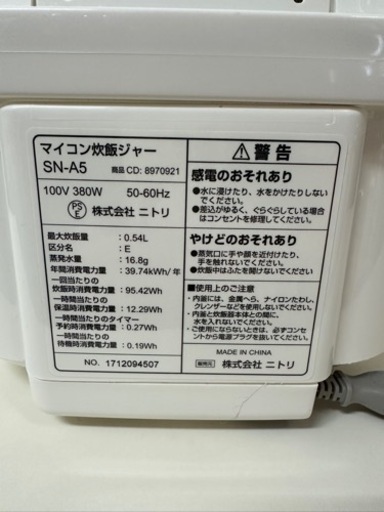 マイコン炊飯ジャー
SN-A5 商品CD: 8970921
100V 380W 50-60Hz
PS
E
株式会社 ニトリ
最大炊飯量 : 0.54L
区分名 : E
蒸発水量 : 16.8g
年間消費電力量 : 39.74kWh/年
一回当たりの
炊飯時消費電力量 : 95.42Wh
一時間当たりの
保温時消費電力量 : 12.29Wh
一時間当たりのタイマー
予約時消費電力量 : 0.27Wh
一時間当たりの
待機時消費電力量 : 0.19Wh
NO. 1712094507
警告
感電のおそれあり
●水に浸けたり、水をかけたりしない
でください。
●差込がゆるく、ぐらぐらしている場合は
コンセントを修理してください。
やけどのおそれあり
●蒸気口に手や顔を近付けたり、
手を触れないでください。
●炊飯中はふたを開けないでください。
■使用上のご注意
・内釜には、金属へら、ナイロンたわし、
クレンザーなどを使用しないでください。
・内釜と炊飯器本体との間に、
水を入れないでください。
・ご使用にならないときは、必ずコンセ
ントから電源プラグを抜いてください。
MADE IN CHINA
販売元 株式会社 ニトリ